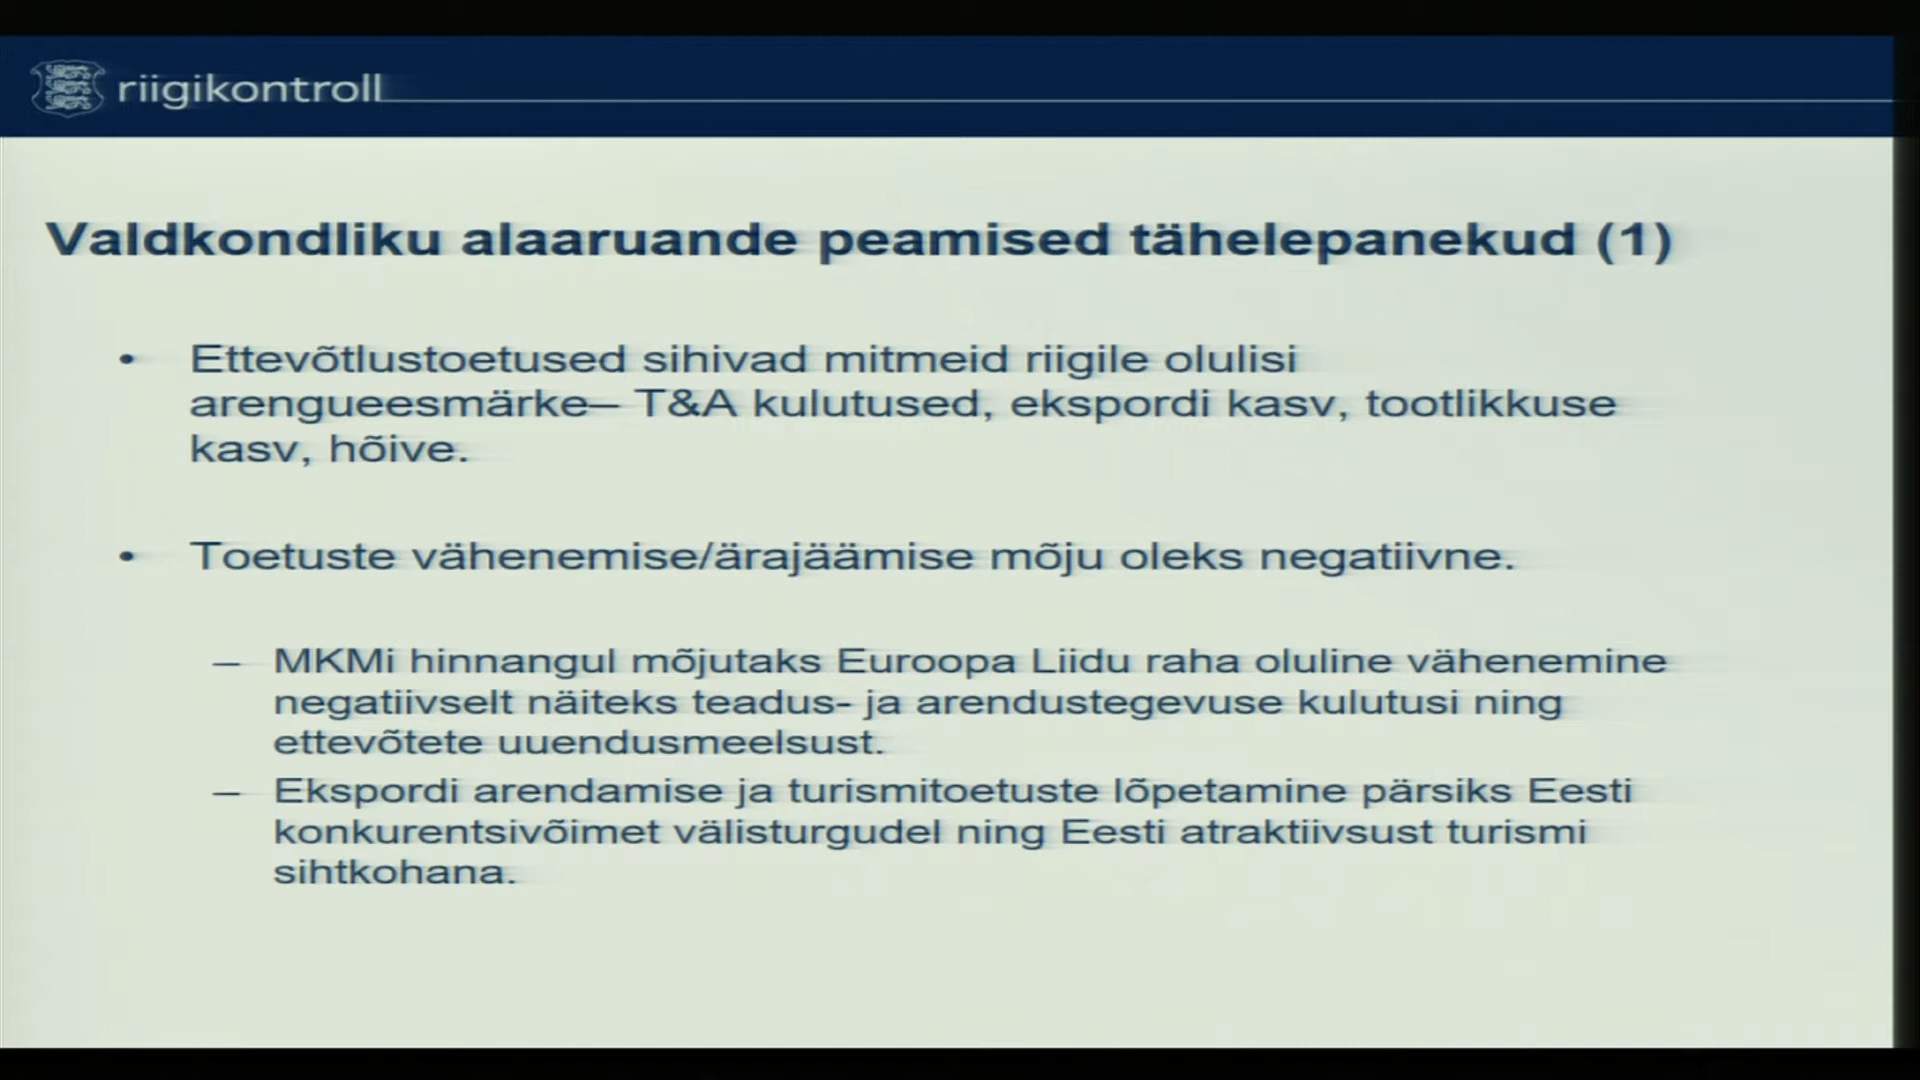 riigikontroll
Valdkondliku alaaruande peamised tähelepanekud (1)
• Ettevõtlustoetused sihivad mitmeid riigile olulisi
arengueesmärke– T&A kulutused, ekspordi kasv, tootlikkuse
kasv, hõive.
• Toetuste vähenemise/ärajäämise mõju oleks negatiivne.
– MKMi hinnangul mõjutaks Euroopa Liidu raha oluline vähenemine
negatiivselt näiteks teadus- ja arendustegevuse kulutusi ning
ettevõtete uuendusmeelsust.
– Ekspordi arendamise ja turismitoetuste lõpetamine pärsiks Eesti
konkurentsivõimet välisturgudel ning Eesti atraktiivsust turismi
sihtkohana.